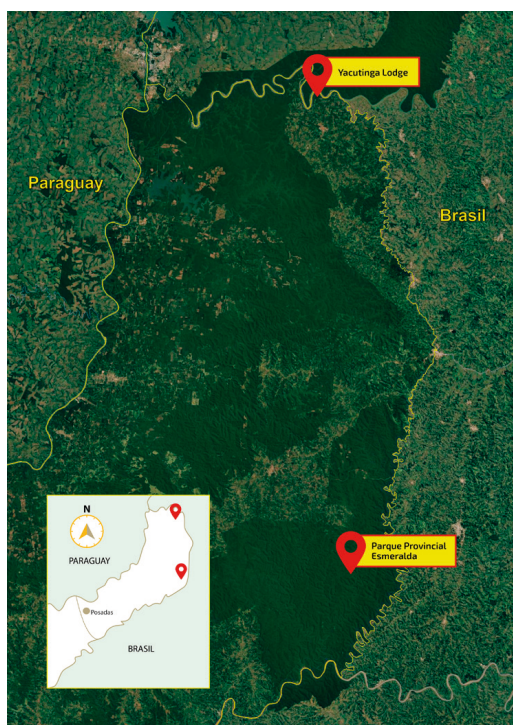 Yacutinga Lodge
Paraguay
Brasil
Parque Provincial
Esmeralda
N
PARAGUAY
Posadas
BRASIL